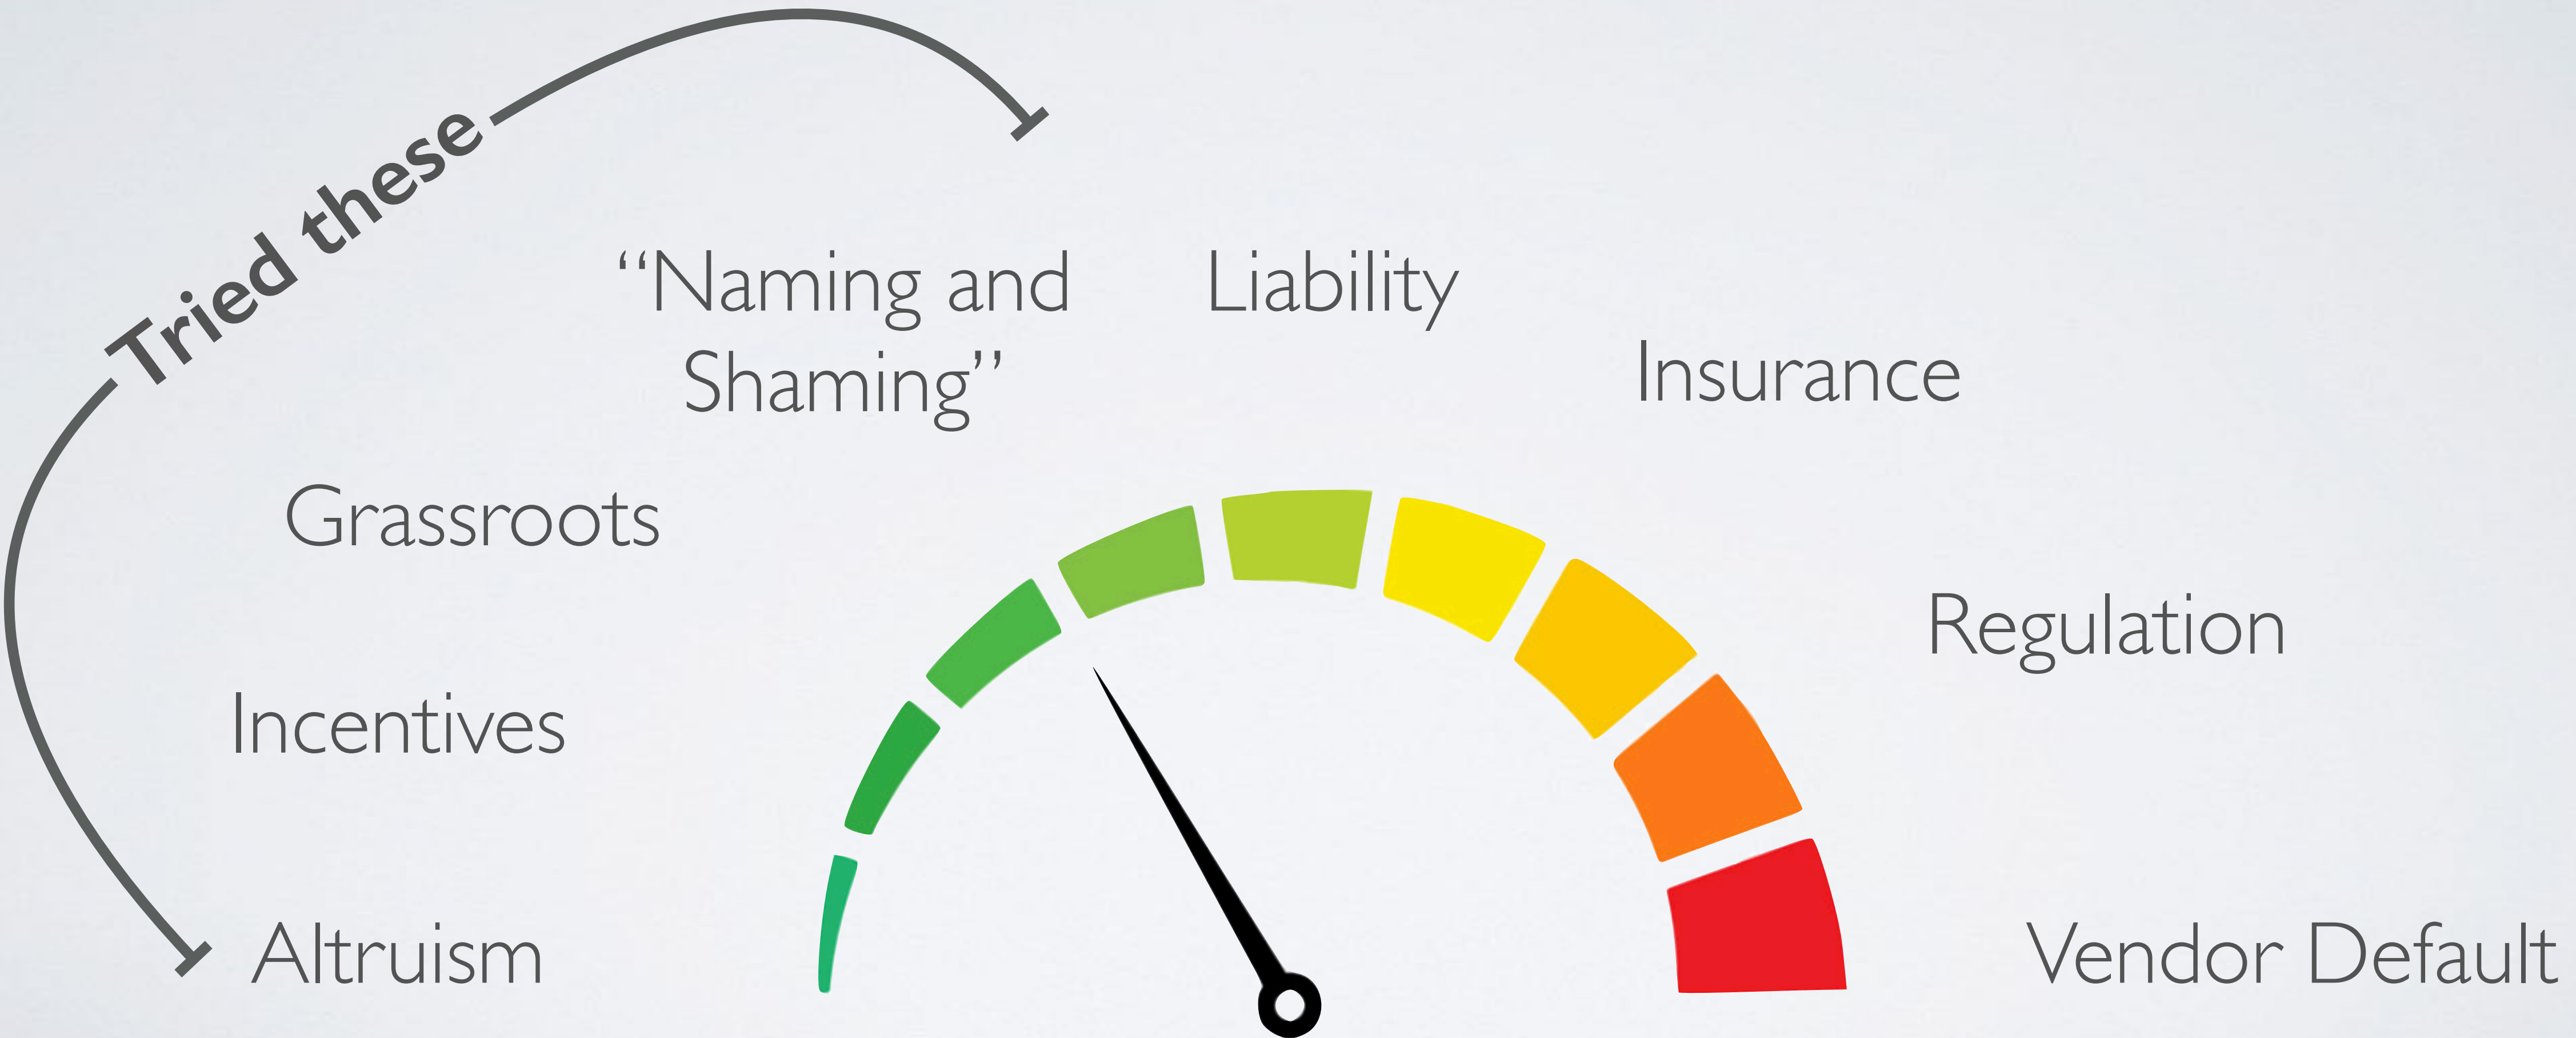 Tried these
“Naming and
Shaming”
Liability
Insurance
Grassroots
Regulation
Incentives
Altruism
Vendor Default